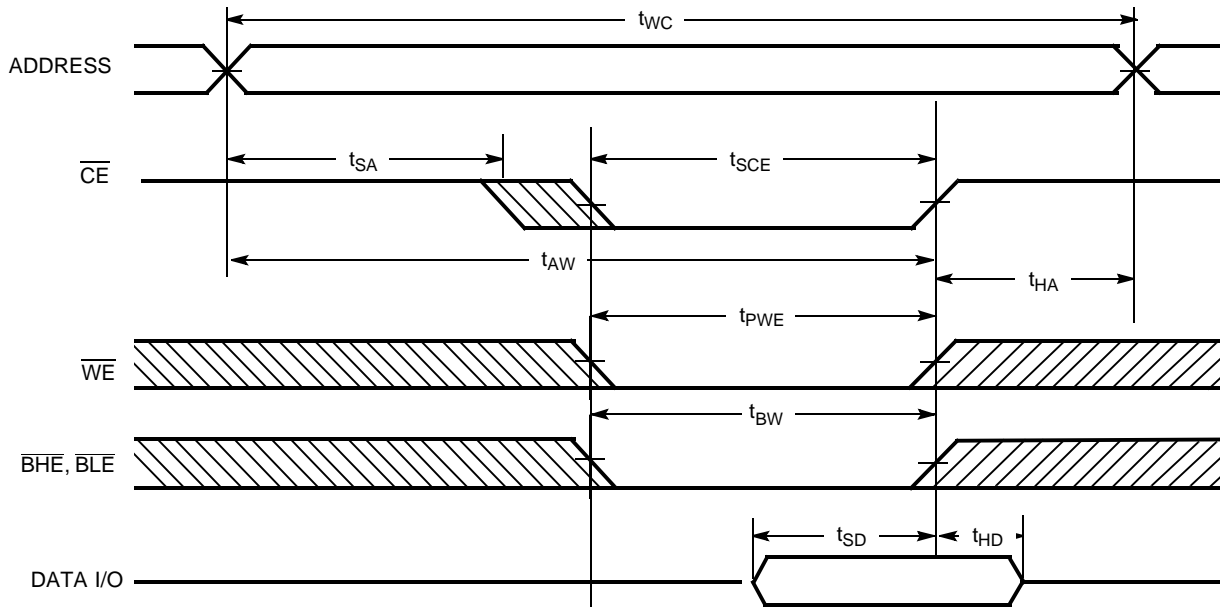 tWC
ADDRESS
tSA
tSCE
CE
tAW
tHA
tPWE
WE
tBW
BHE, BLE
tSD
tHD
DATA I/O